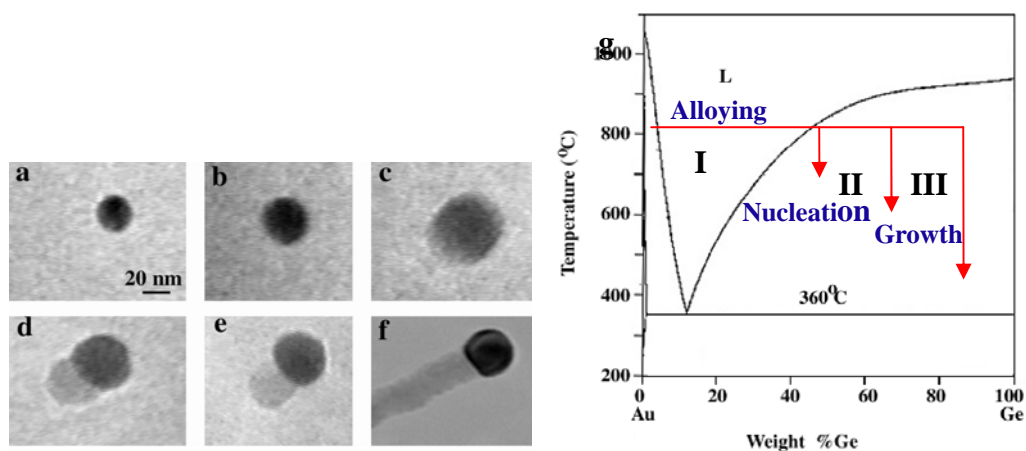 a
b
c
20 nm
d
e
f
g
L
Alloying
I
II
III
Nucleation
Growth
360°C
Temperature (°C)
1000
800
600
400
200
0
20
40
60
80
100
Au
Ge
Weight %Ge